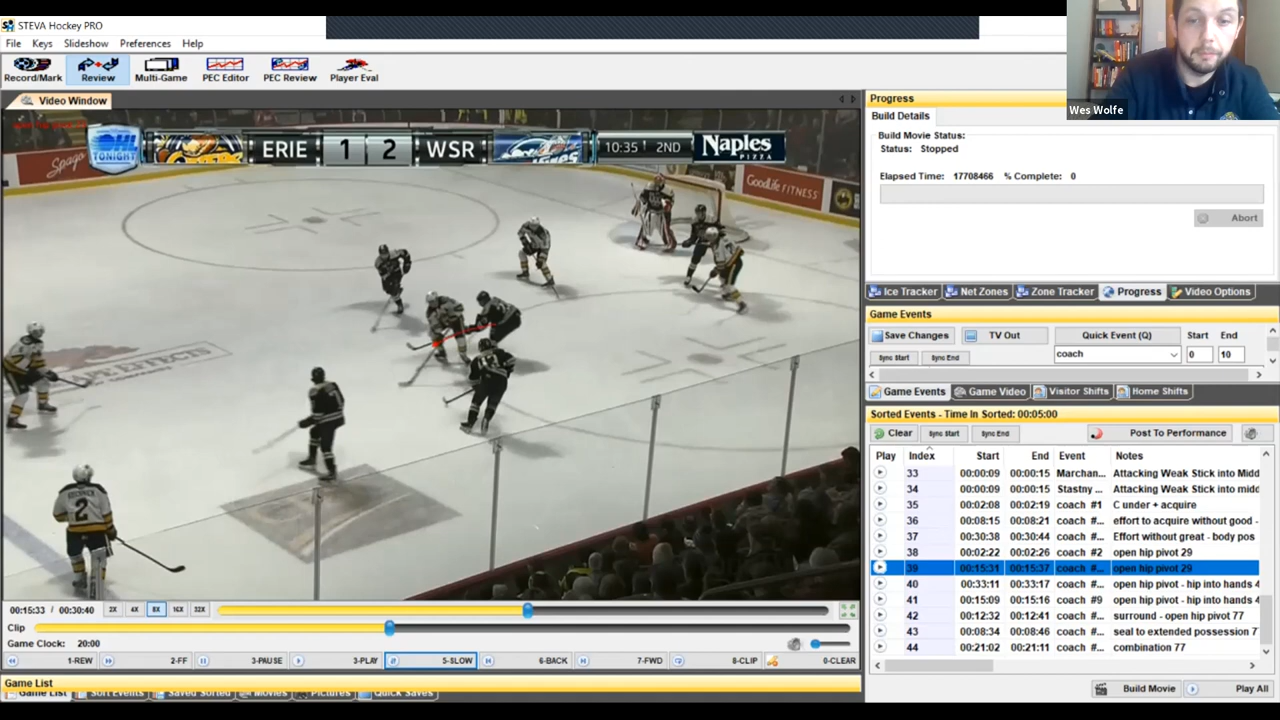 STEVA Hockey PRO
File Keys Slideshow Preferences Help
Record/Mark Review Multi-Game PEC Editor PEC Review Player Eval
Wes Wolfe
Video Window
Spago
OHL TONIGHT
ERIE 1 2 WSR
10:35 2ND
Naples PIZZA
GoodLife FITNESS
2
00:15:33 / 00:30:40 2X 4X 8X 16X 32X
Clip
Game Clock: 20:00
1-REW 2-FF 3-PAUSE 3-PLAY 5-SLOW 6-BACK 7-FWD 8-CLIP 0-CLEAR
Game List
Game List Sort Events Saved Sorted Movies Pictures Quick Saves
Progress
Build Details
Build Movie Status:
Status: Stopped
Elapsed Time: 17708466 % Complete: 0
Abort
Ice Tracker Net Zones Zone Tracker Progress Video Options
Game Events
Save Changes TV Out Quick Event (Q) Start End
Sync Start Sync End coach 0 10
Game Events Game Video Visitor Shifts Home Shifts
Sorted Events - Time In Sorted: 00:05:00
Clear Sync Start Sync End Post To Performance
Play Index Start End Event Notes
33 00:00:09 00:00:15 Marchan... Attacking Weak Stick into Midd
34 00:00:09 00:00:15 Stastny ... Attacking Weak Stick into midd
35 00:02:08 00:02:19 coach #1 C under + acquire
36 00:08:15 00:08:21 coach #... effort to acquire without good -
37 00:30:38 00:30:44 coach #... Effort without great - body pos
38 00:02:22 00:02:26 coach #2 open hip pivot 29
39 00:15:31 00:15:37 coach #... open hip pivot 29
40 00:33:11 00:33:17 coach #... open hip pivot - hip into hands 4
41 00:15:09 00:15:16 coach #9 open hip pivot - hip into hands 4
42 00:12:32 00:12:41 coach #... surround - open hip pivot 77
43 00:08:34 00:08:46 coach #... seal to extended possession 7
44 00:21:02 00:21:11 coach #... combination 77
Build Movie Play All